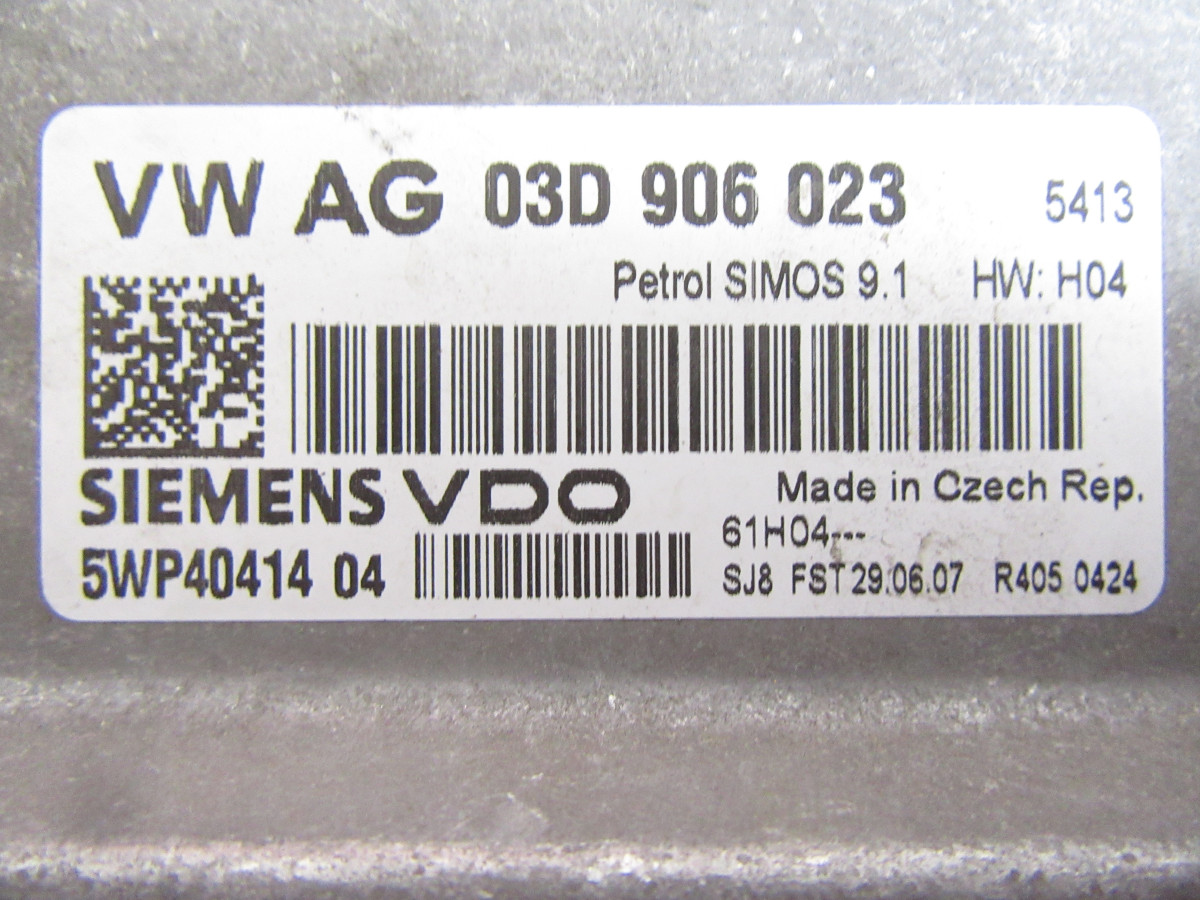 VW AG 03D 906 023 5413
Petrol SIMOS 9.1 HW: H04
SIEMENS VDO Made in Czech Rep.
61H04---
5WP40414 04 SJ8 FST 29.06.07 R405 0424